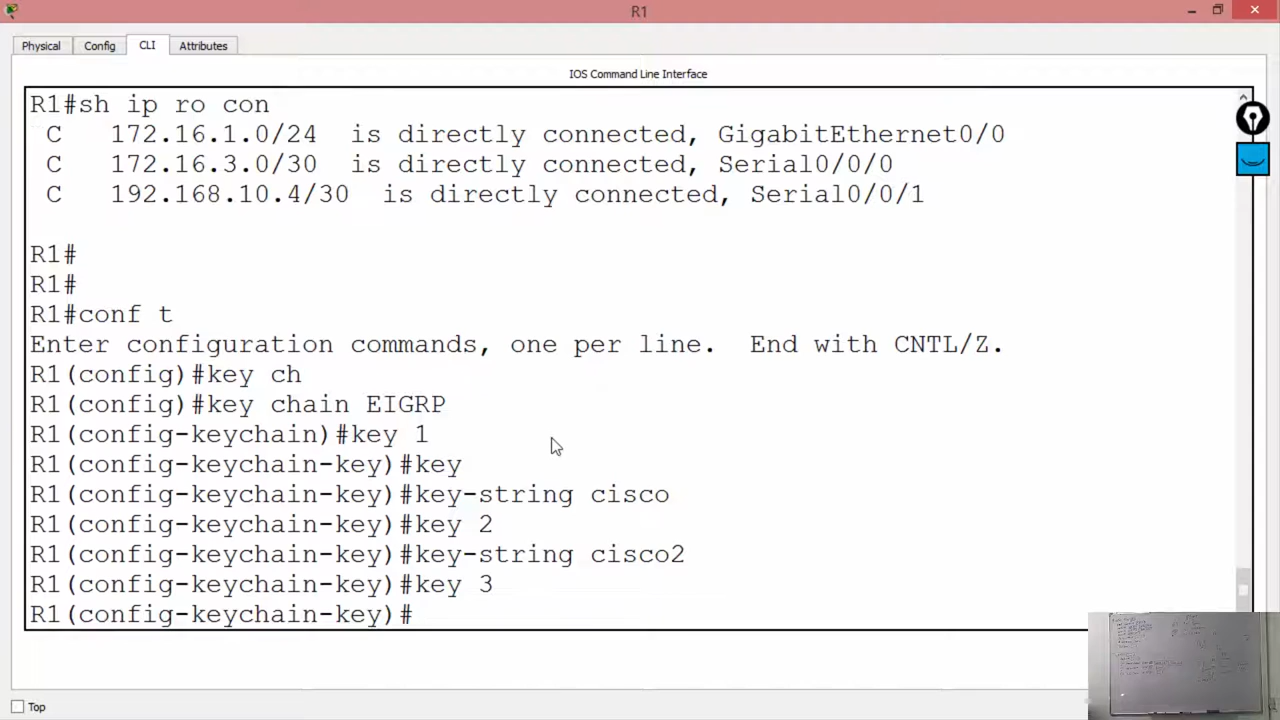 R1
Physical Config CLI Attributes
IOS Command Line Interface
R1#sh ip ro con
C 172.16.1.0/24 is directly connected, GigabitEthernet0/0
C 172.16.3.0/30 is directly connected, Serial0/0/0
C 192.168.10.4/30 is directly connected, Serial0/0/1
R1#
R1#
R1#conf t
Enter configuration commands, one per line. End with CNTL/Z.
R1(config)#key ch
R1(config)#key chain EIGRP
R1(config-keychain)#key 1
R1(config-keychain-key)#key
R1(config-keychain-key)#key-string cisco
R1(config-keychain-key)#key 2
R1(config-keychain-key)#key-string cisco2
R1(config-keychain-key)#key 3
R1(config-keychain-key)#
Top